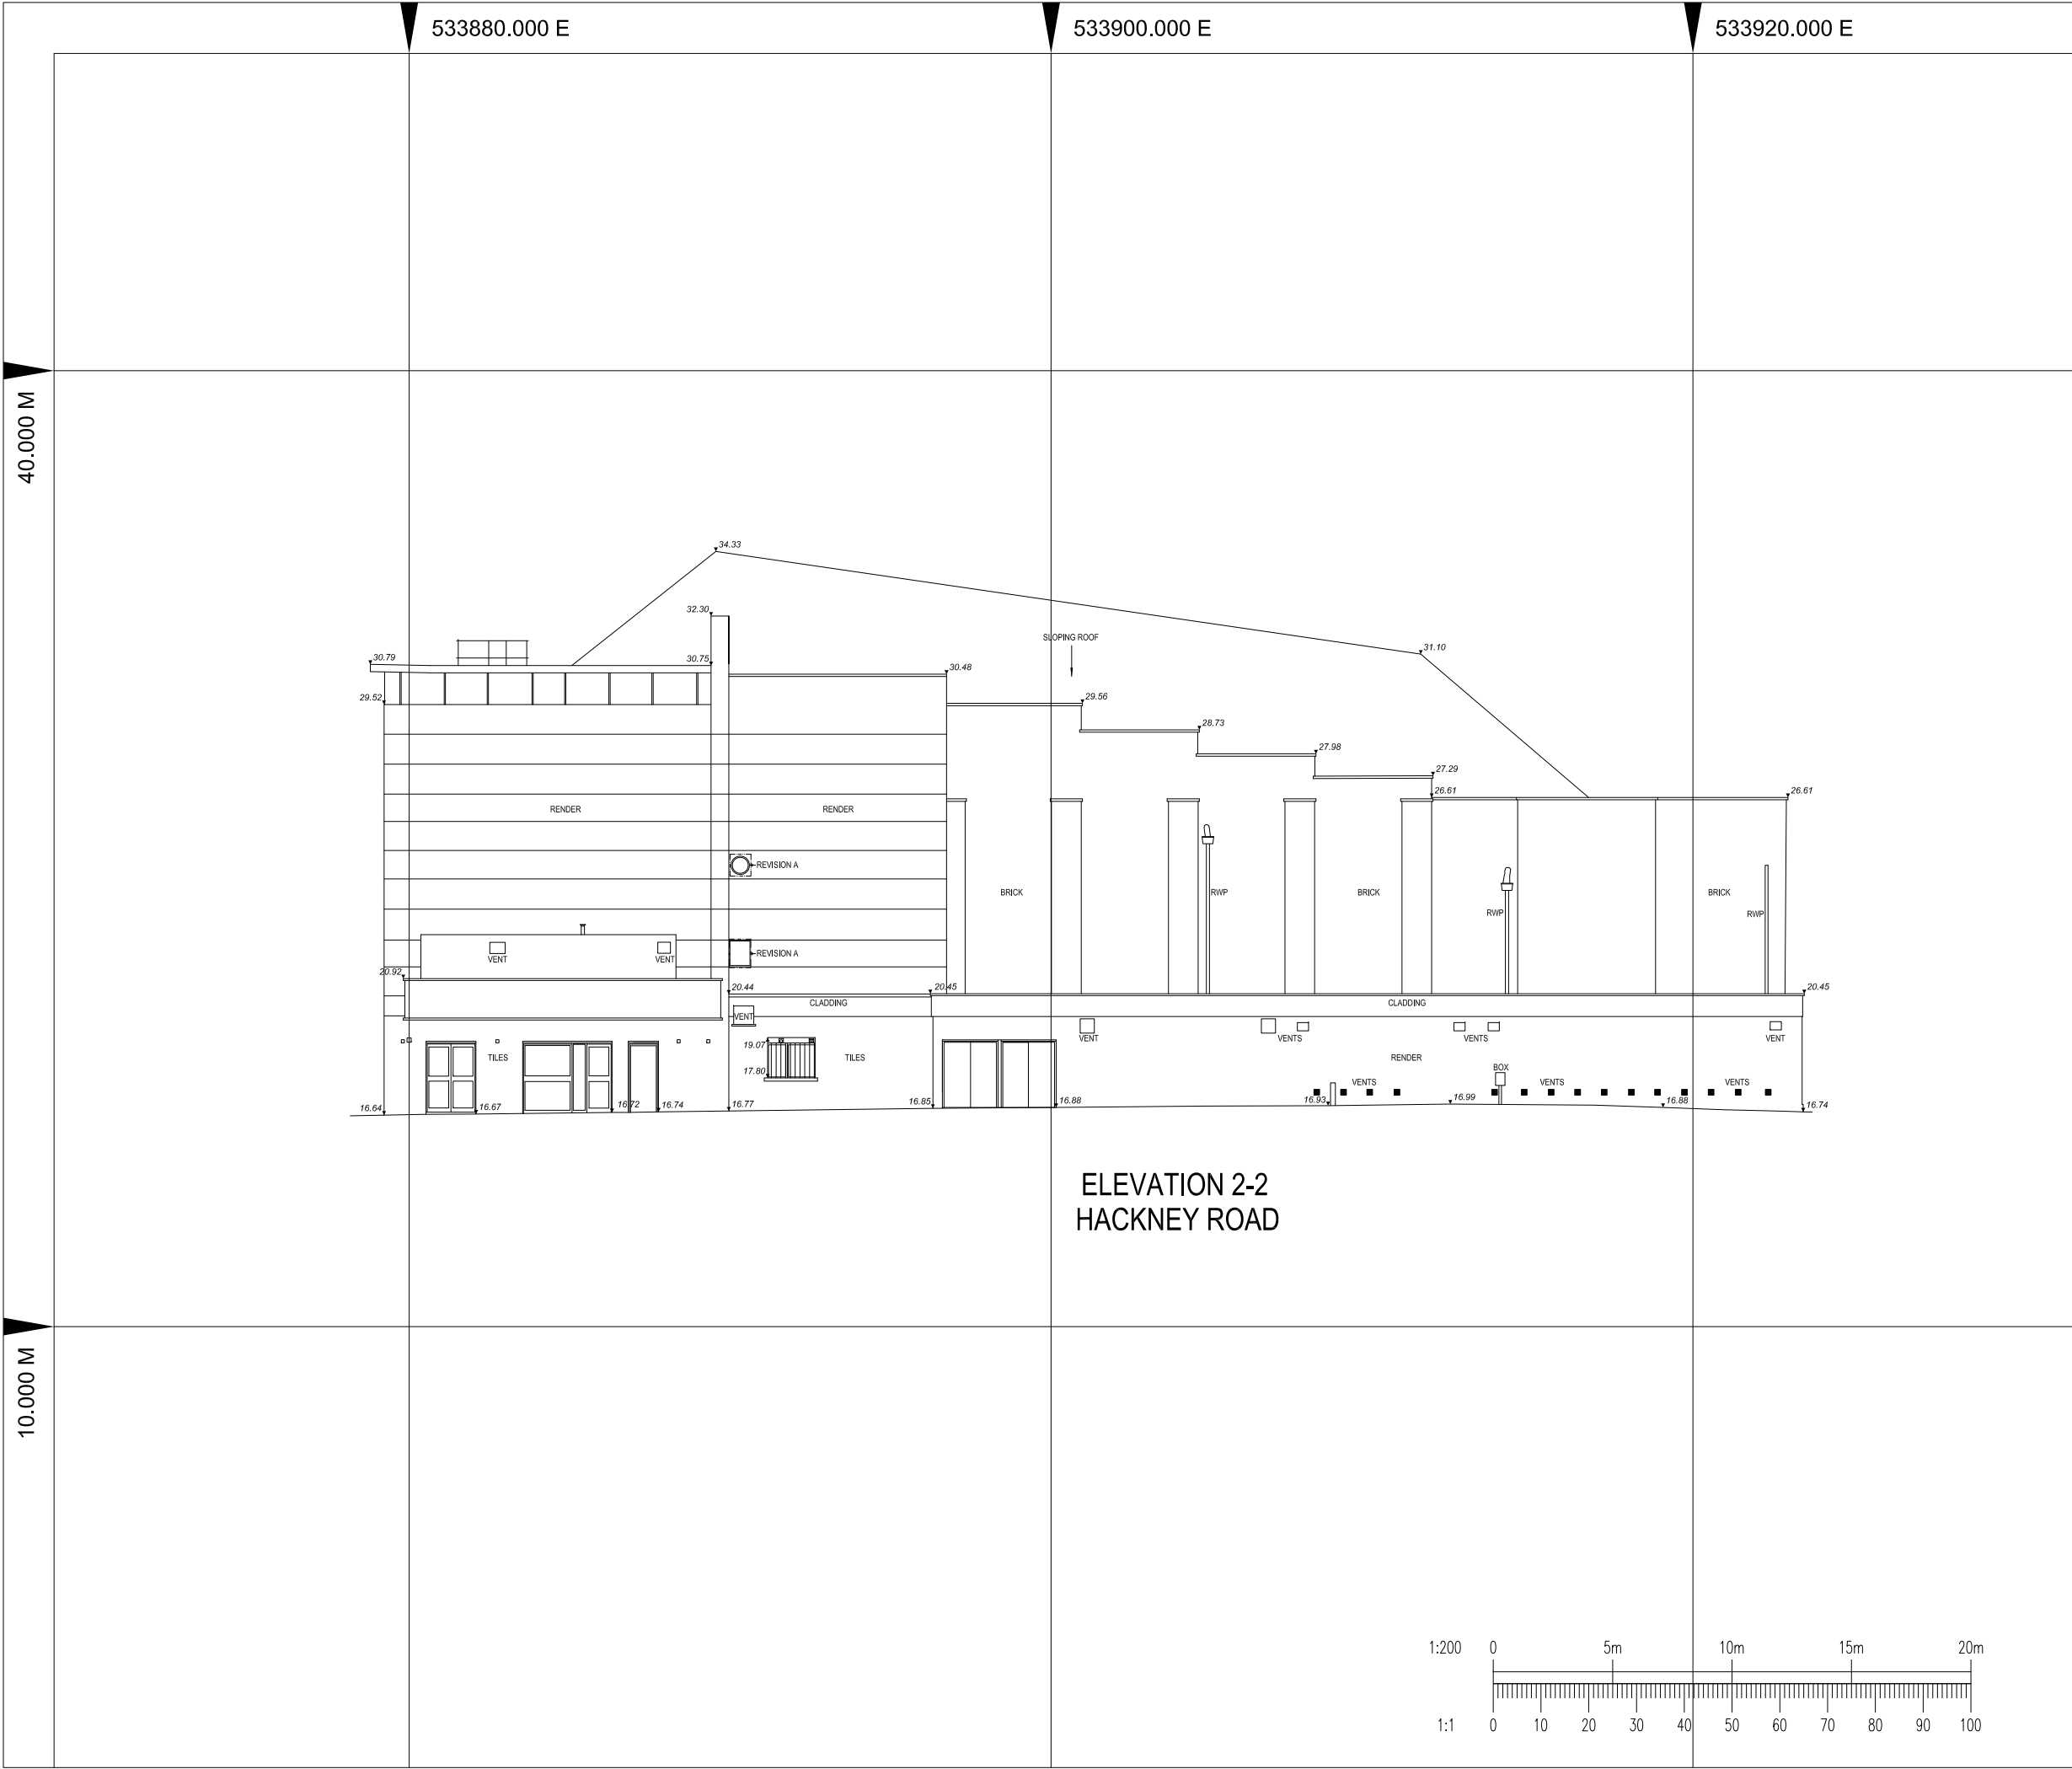 533880.000 E
533900.000 E
533920.000 E
40.000 M
34.33
32.30
SLOPING ROOF
30.79
30.75
31.10
30.48
29.52
29.56
28.73
27.98
27.29
26.61
26.61
RENDER
RENDER
REVISION A
BRICK
RWP
BRICK
BRICK
RWP
RWP
REVISION A
VENT
VENT
20.92
20.44
20.45
20.45
CLADDING
CLADDING
VENT
VENT
VENTS
VENTS
VENT
19.07
TILES
TILES
RENDER
17.80
BOX
VENTS
VENTS
VENTS
16.64
16.67
16.72
16.74
16.77
16.85
16.88
16.93
16.99
16.88
16.74
ELEVATION 2-2
HACKNEY ROAD
10.000 M
1:200 0 5m 10m 15m 20m
1:1 0 10 20 30 40 50 60 70 80 90 100